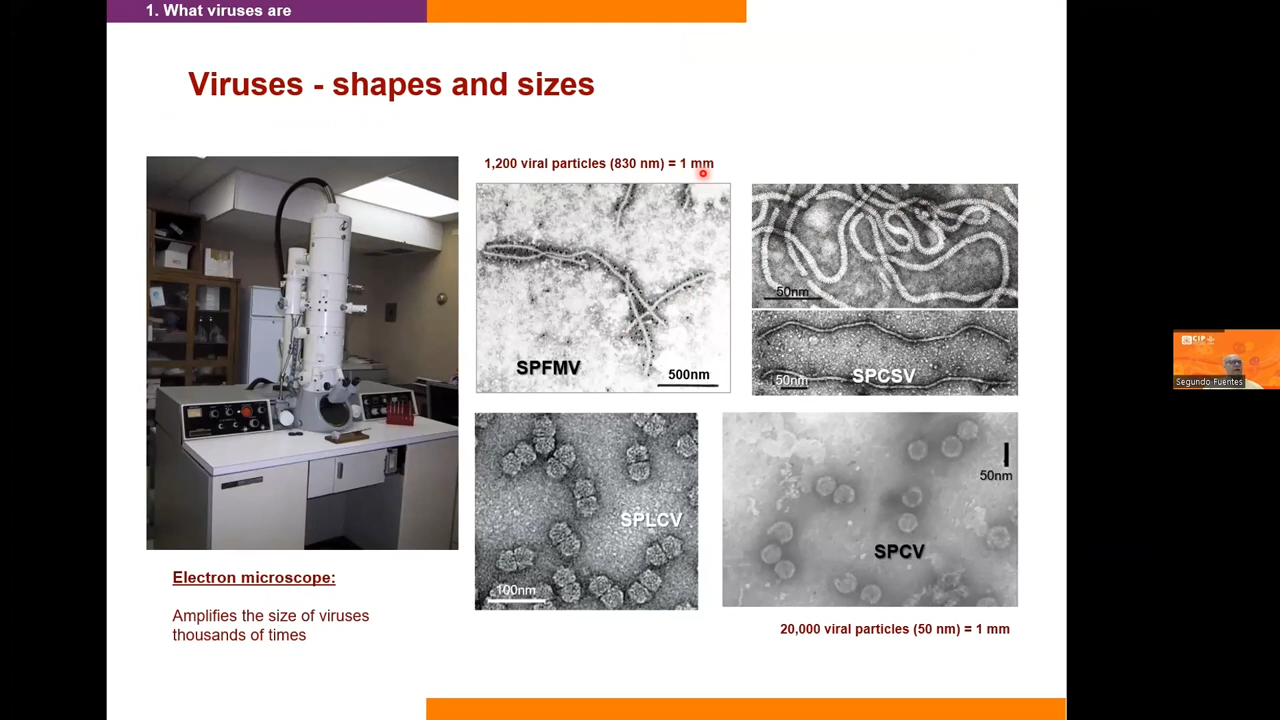 1. What viruses are
Viruses - shapes and sizes
1,200 viral particles (830 nm) = 1 mm
SPFMV
500nm
50nm
50nm
SPCSV
SPLCV
100nm
50nm
SPCV
20,000 viral particles (50 nm) = 1 mm
Electron microscope:
Amplifies the size of viruses
thousands of times
CIP
Segundo Fuentes